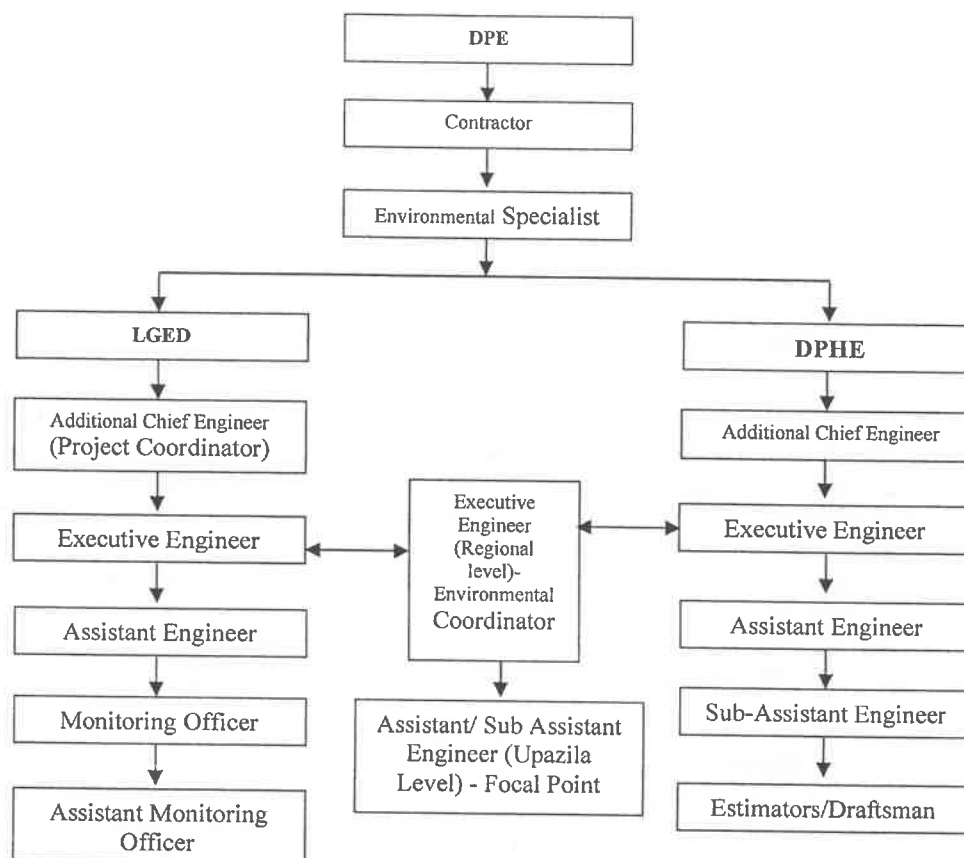 DPE
Contractor
Environmental Specialist
LGED
DPHE
Additional Chief Engineer
(Project Coordinator)
Additional Chief Engineer
Executive Engineer
Executive
Engineer
(Regional
level)-
Environmental
Coordinator
Executive Engineer
Assistant Engineer
Assistant Engineer
Monitoring Officer
Assistant/ Sub Assistant
Engineer (Upazila
Level) - Focal Point
Sub-Assistant Engineer
Assistant Monitoring
Officer
Estimators/Draftsman